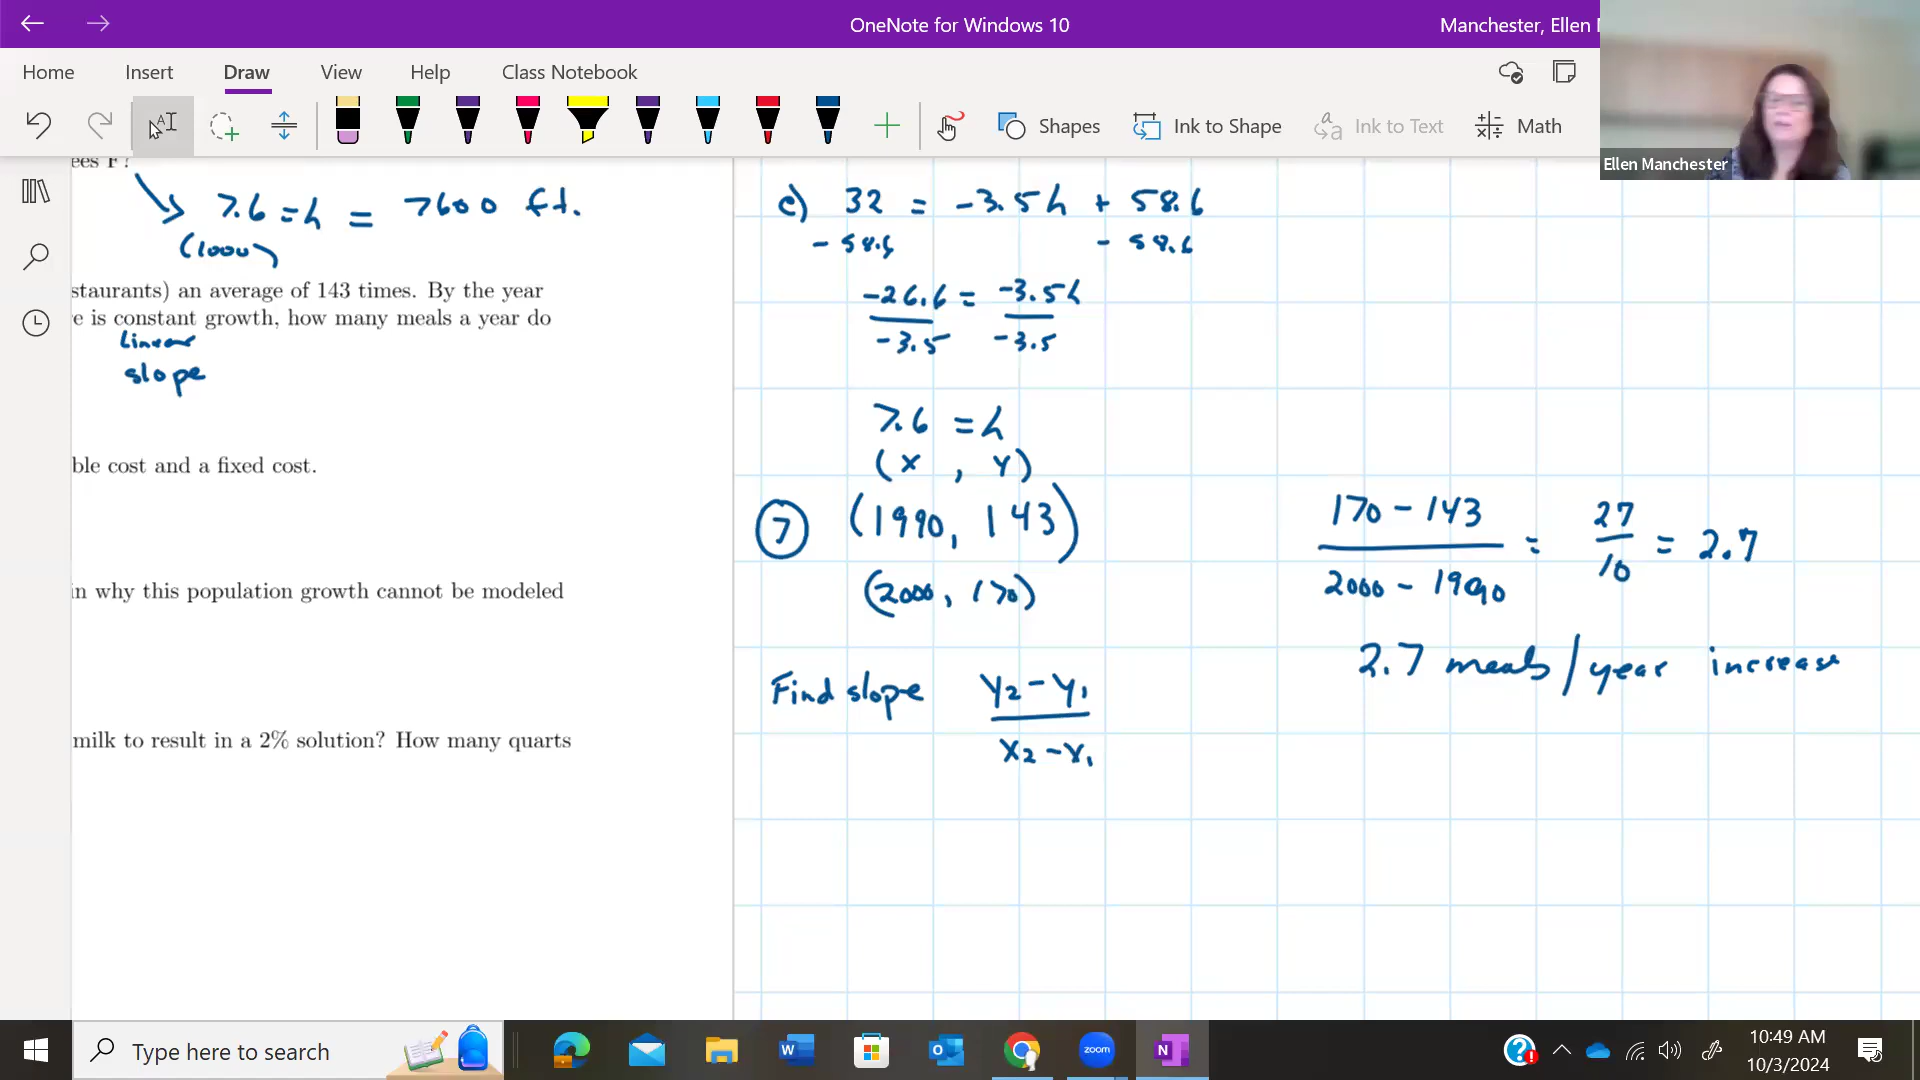 OneNote for Windows 10
Manchester, Ellen
Home Insert Draw View Help Class Notebook
Shapes Ink to Shape Ink to Text Math
Ellen Manchester
ees F?
7.6 = h = 7600 ft.
(1000)
staurants) an average of 143 times. By the year
e is constant growth, how many meals a year do
Linear
slope
ble cost and a fixed cost.
in why this population growth cannot be modeled
milk to result in a 2% solution? How many quarts
c) 32 = -3.5h + 58.6
- 58.6 - 58.6
-26.6 = -3.5h
-3.5 -3.5
7.6 = h
(x , y)
7 (1990, 143)
(2000, 170)
Find slope y2 - y1
x2 - x1
170 - 143 = 27 = 2.7
2000 - 1990 10
2.7 meals / year increase
Type here to search
zoom
10:49 AM
10/3/2024